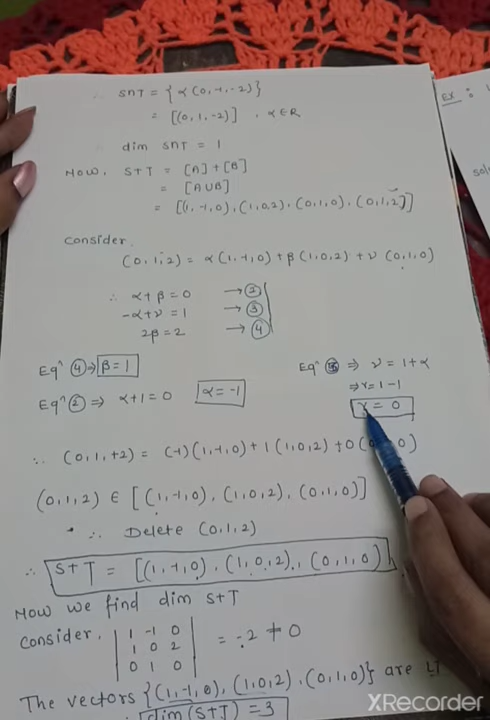 ∴ S∩T = { α(0,-1,-2)}
= [(0,1,-2)] , α∈R
∴ dim S∩T = 1
Now, S+T = [A]+[B]
= [A∪B]
= [(1,-1,0),(1,0,2),(0,1,0),(0,1,2)]
Consider,
(0,1,2) = α(1,-1,0)+β(1,0,2)+ν(0,1,0)
∴ α+β=0 → ②
-α+ν=1 → ③
2β=2 → ④
Eqⁿ ④⇒ β=1
Eqⁿ ③ ⇒ ν=1+α
Eqⁿ ② ⇒ α+1=0 α=-1
⇒ν=1-1
ν=0
∴ (0,1,+2) = (-1)(1,-1,0)+1(1,0,2)+0(0,1,0)
(0,1,2) ∈ [(1,-1,0),(1,0,2),(0,1,0)]
∴ Delete (0,1,2)
∴ S+T = [(1,-1,0),(1,0,2),(0,1,0)]
Now we find dim S+T
Consider, | 1 -1 0 |
| 1 0 2 | = -2 ≠ 0
| 0 1 0 |
The vectors {(1,-1,0),(1,0,2),(0,1,0)} are LI
dim(S+T)=3
Ex :
XRecorder